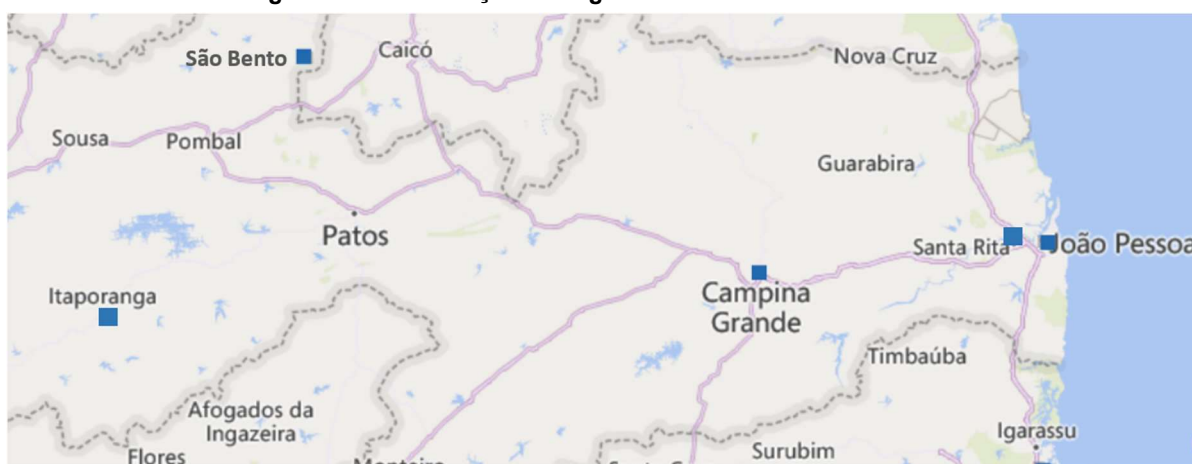 São Bento
Caicó
Nova Cruz
Sousa
Pombal
Guarabira
Patos
Santa Rita
João Pessoa
Itaporanga
Campina
Grande
Timbaúba
Afogados da
Ingazeira
Igarassu
Flores
Surubim
Monteiro